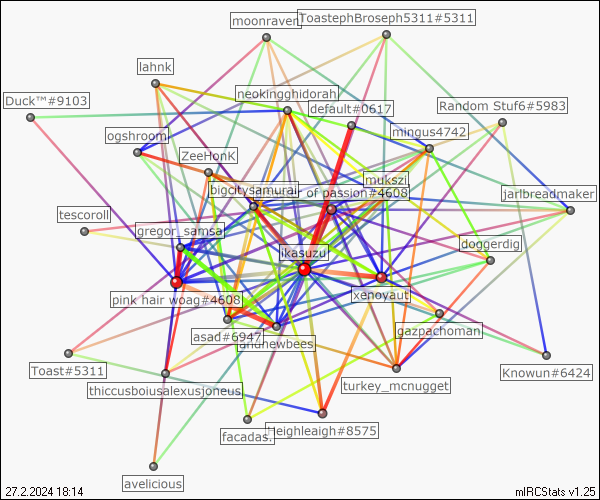 moonraven
ToastephBroseph5311#5311
lahnk
neokingghidorah
Duck™#9103
default#0617
Random Stuf6#5983
ogshroom
mingus4742
ZeeHonK
mukszi
bigcitysamurai
of passion#4608
jarlbreadmaker
tescoroll
gregor_samsa
doggerdig
ikasuzu
pink hair woag#4608
xenoyaut
gazpachoman
asad#6947
Toast#5311
Knowun#6424
thiccusboiusalexusjoneus
turkey_mcnugget
facadas.
Heighleaigh#8575
avelicious
27.2.2024 18:14
mIRCStats v1.25